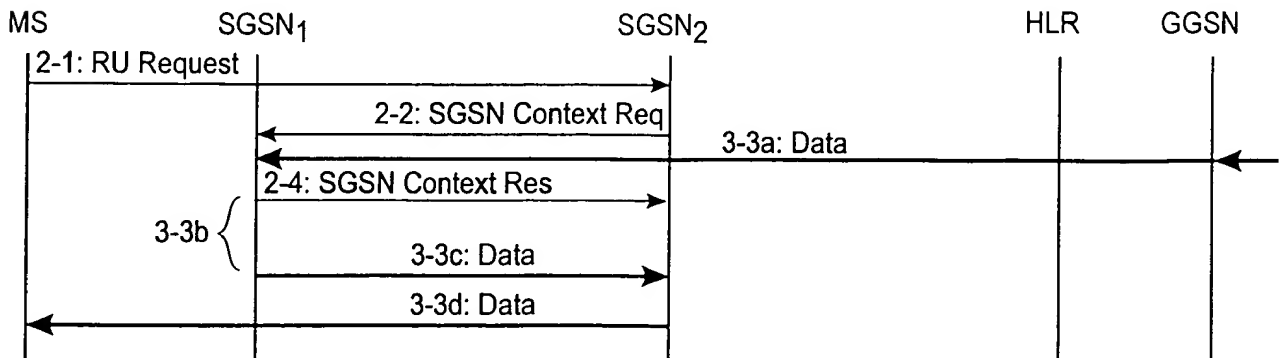 MS SGSN1 SGSN2 HLR GGSN
2-1: RU Request
2-2: SGSN Context Req
3-3a: Data
2-4: SGSN Context Res
3-3b
3-3c: Data
3-3d: Data